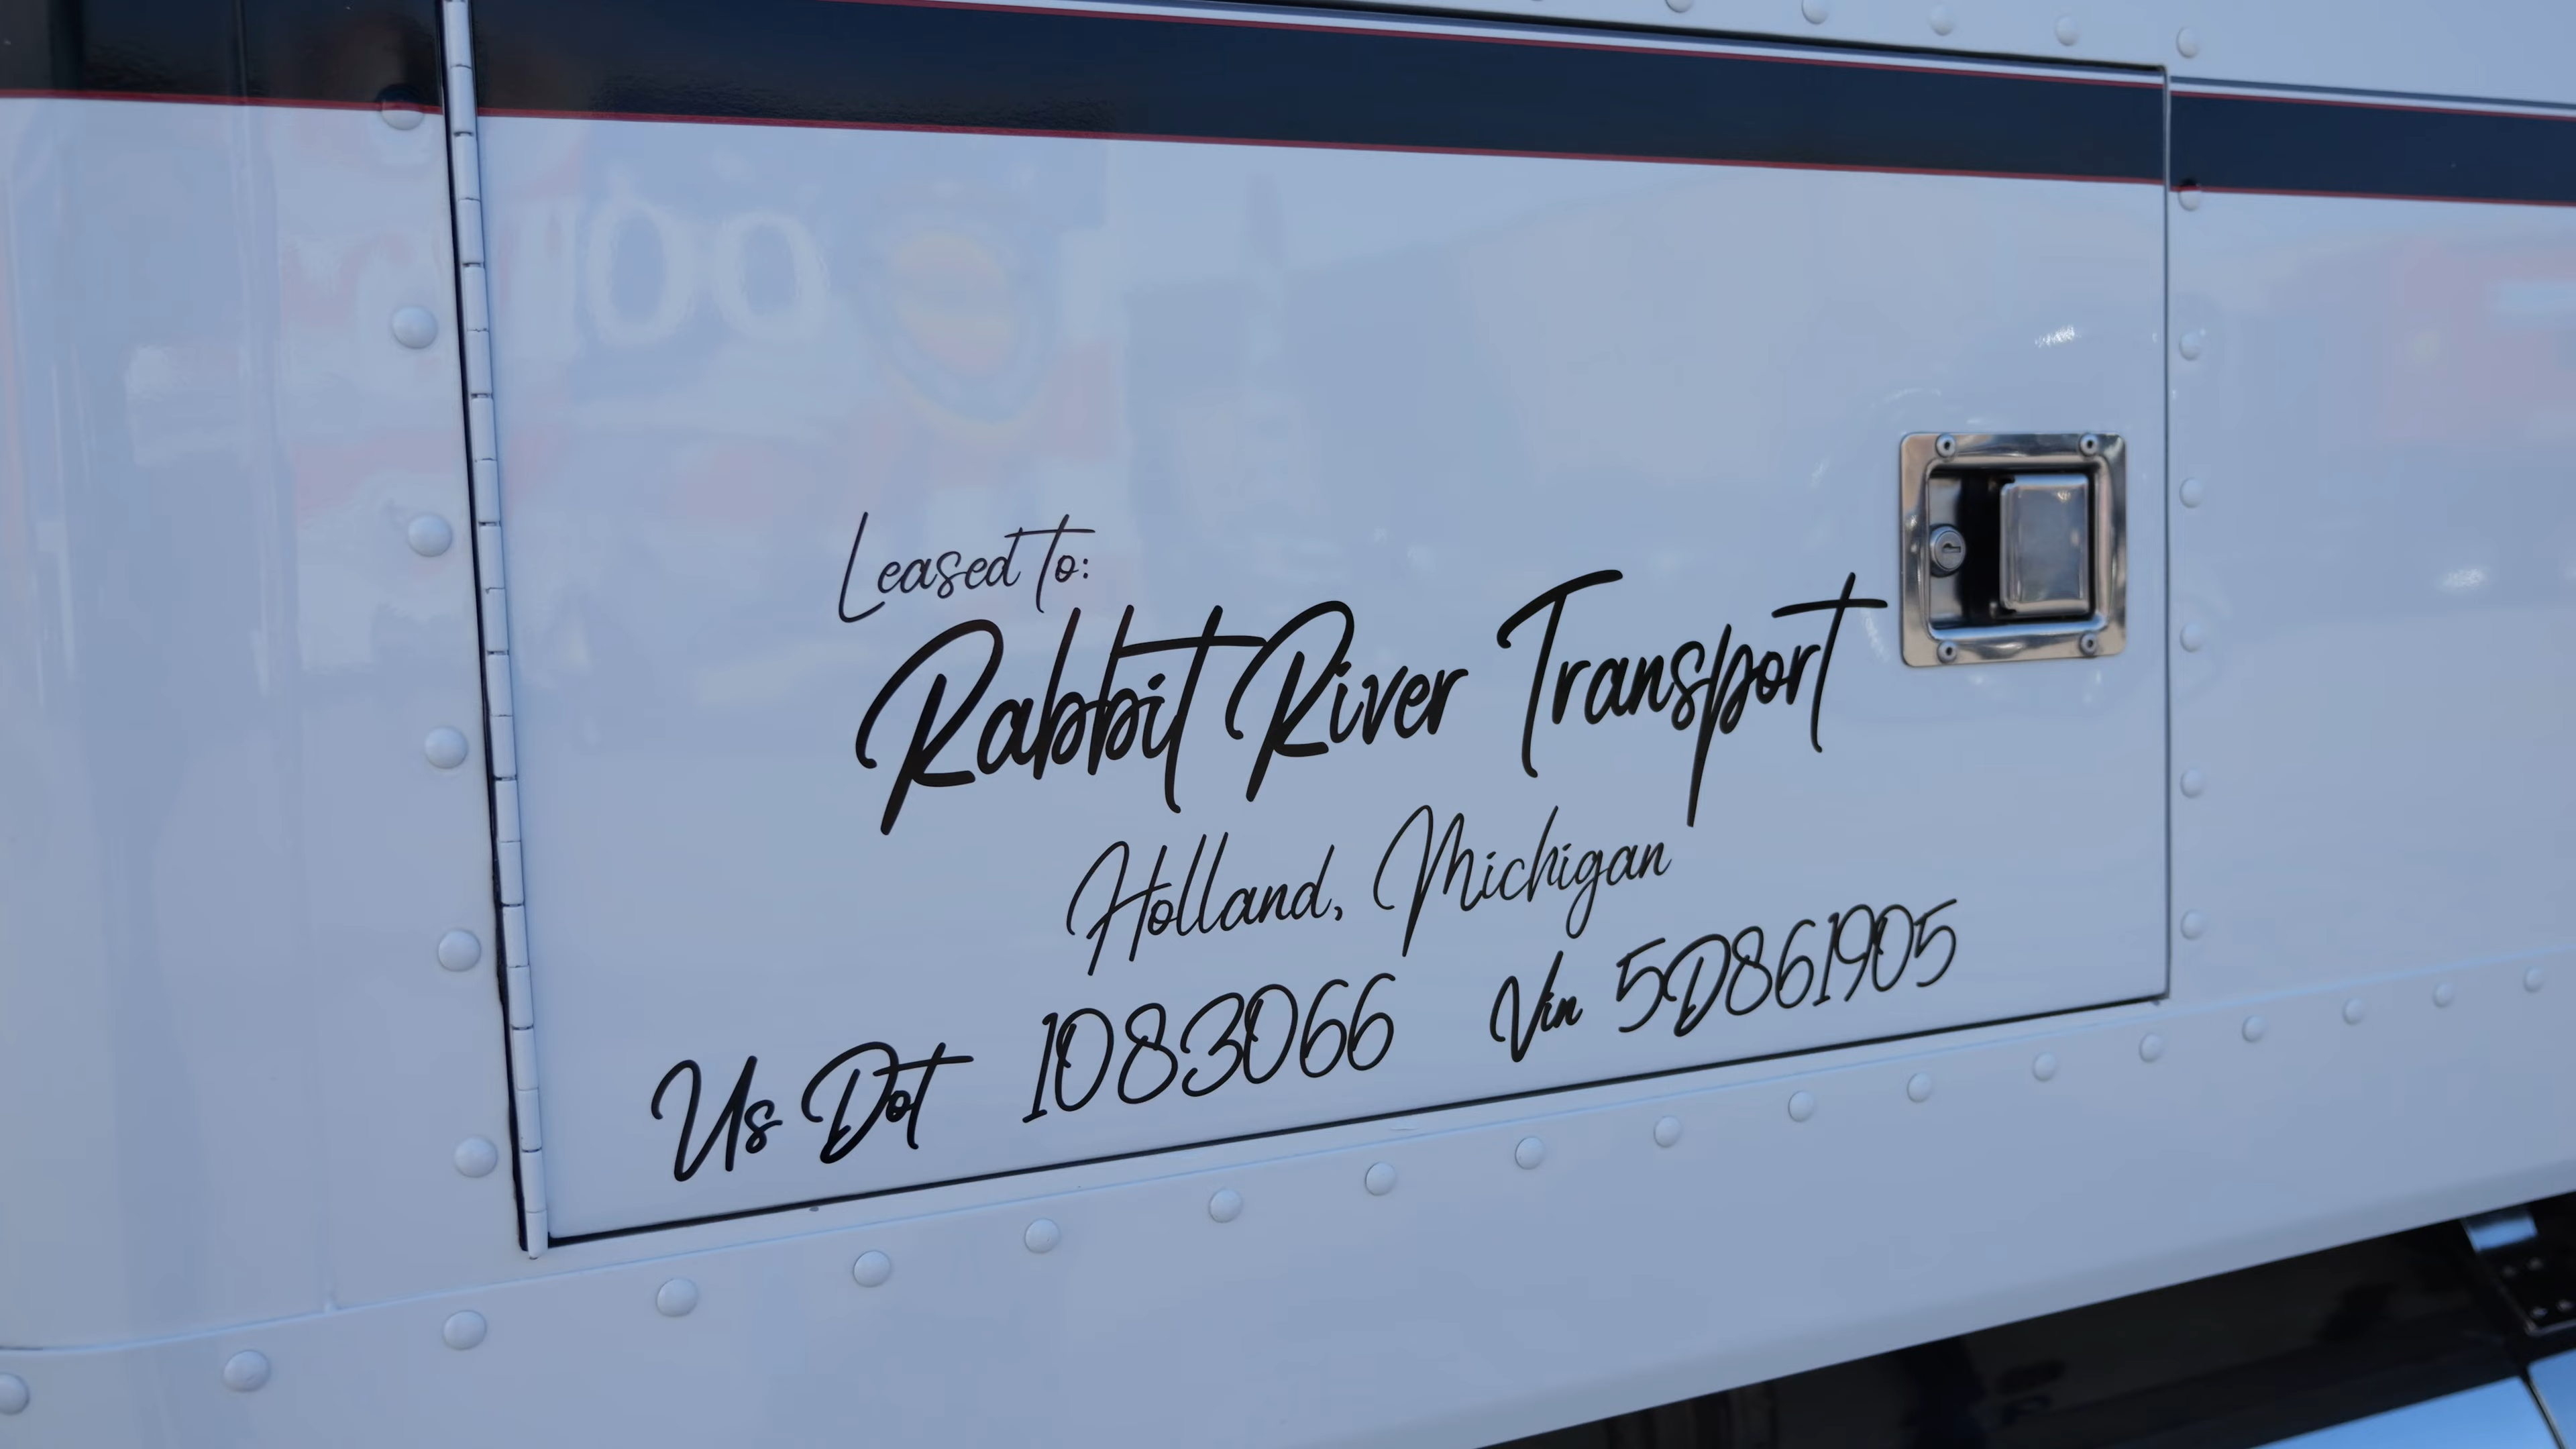 Leased to:
Rabbit River Transport
Holland, Michigan
Us Dot 1083066 Vin 5D861905